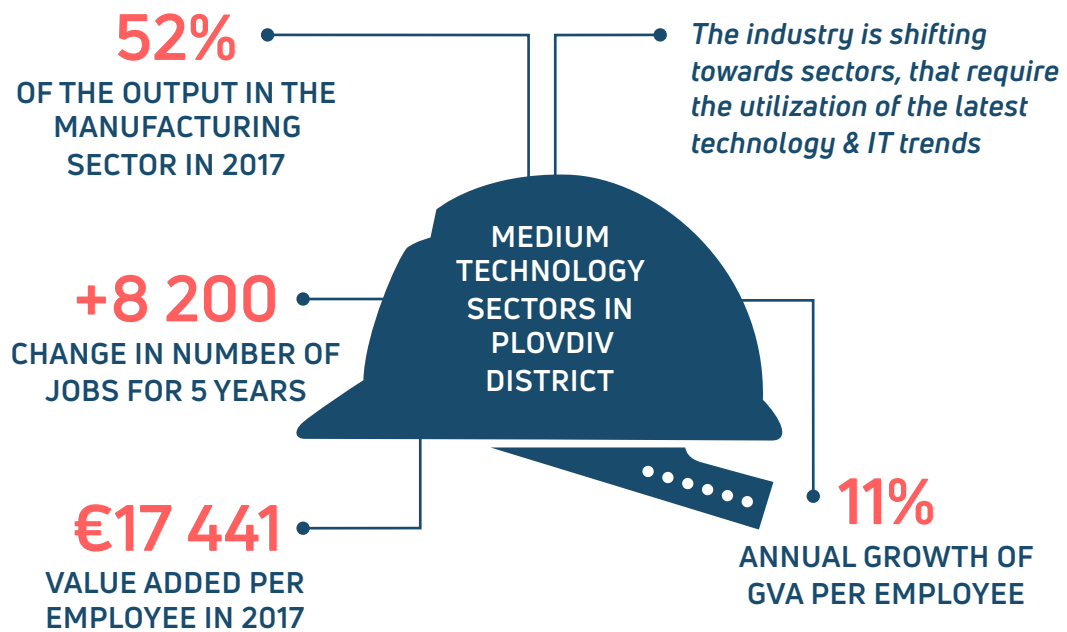 52%
OF THE OUTPUT IN THE
MANUFACTURING
SECTOR IN 2017
The industry is shifting
towards sectors, that require
the utilization of the latest
technology & IT trends
MEDIUM
TECHNOLOGY
SECTORS IN
PLOVDIV
DISTRICT
+8 200
CHANGE IN NUMBER OF
JOBS FOR 5 YEARS
€17 441
VALUE ADDED PER
EMPLOYEE IN 2017
11%
ANNUAL GROWTH OF
GVA PER EMPLOYEE